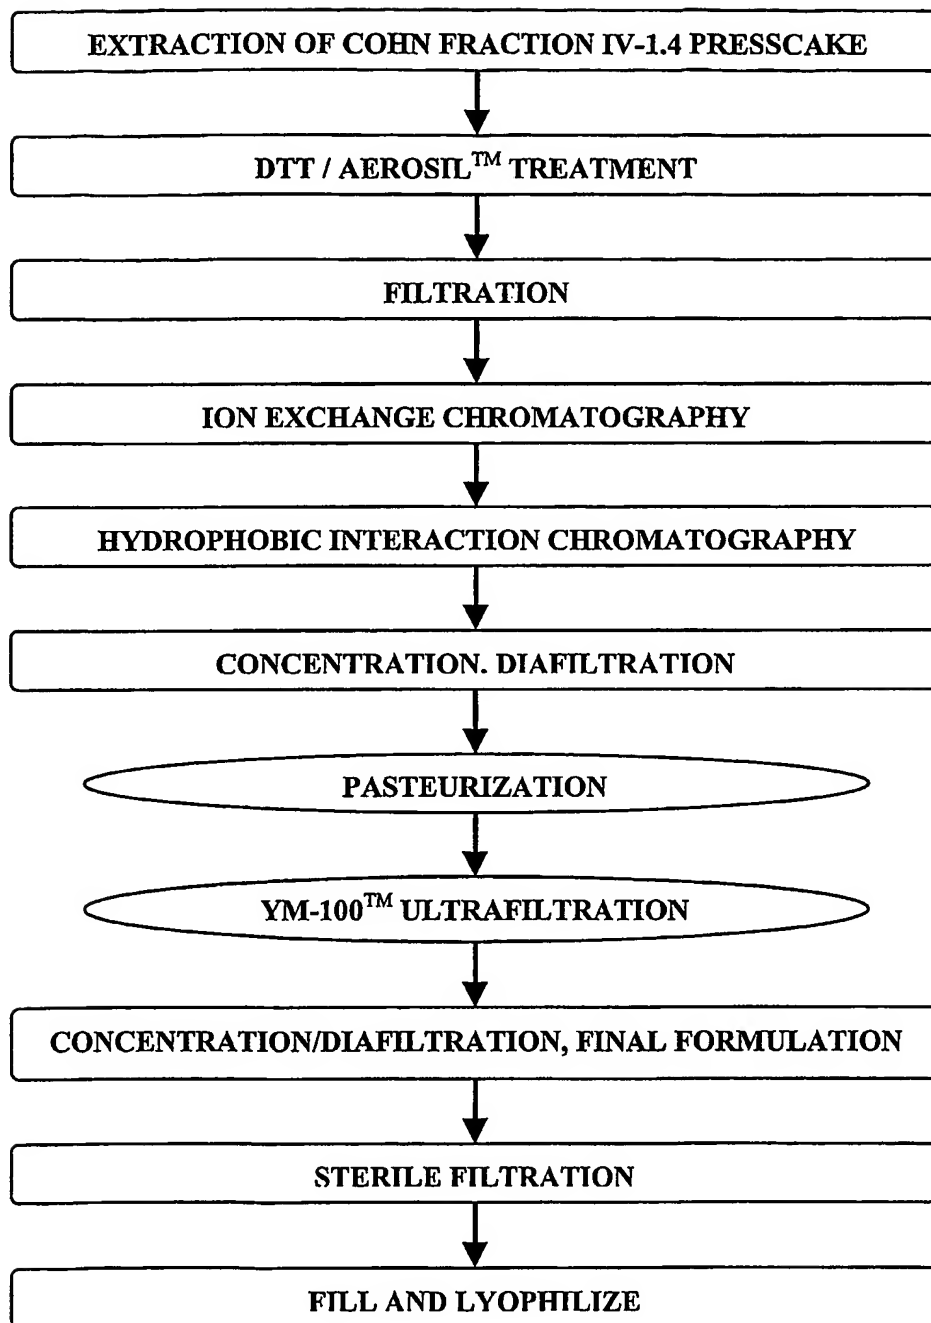 EXTRACTION OF COHN FRACTION IV-1.4 PRESSCAKE
DTT / AEROSIL™ TREATMENT
FILTRATION
ION EXCHANGE CHROMATOGRAPHY
HYDROPHOBIC INTERACTION CHROMATOGRAPHY
CONCENTRATION. DIAFILTRATION
PASTEURIZATION
YM-100™ ULTRAFILTRATION
CONCENTRATION/DIAFILTRATION, FINAL FORMULATION
STERILE FILTRATION
FILL AND LYOPHILIZE